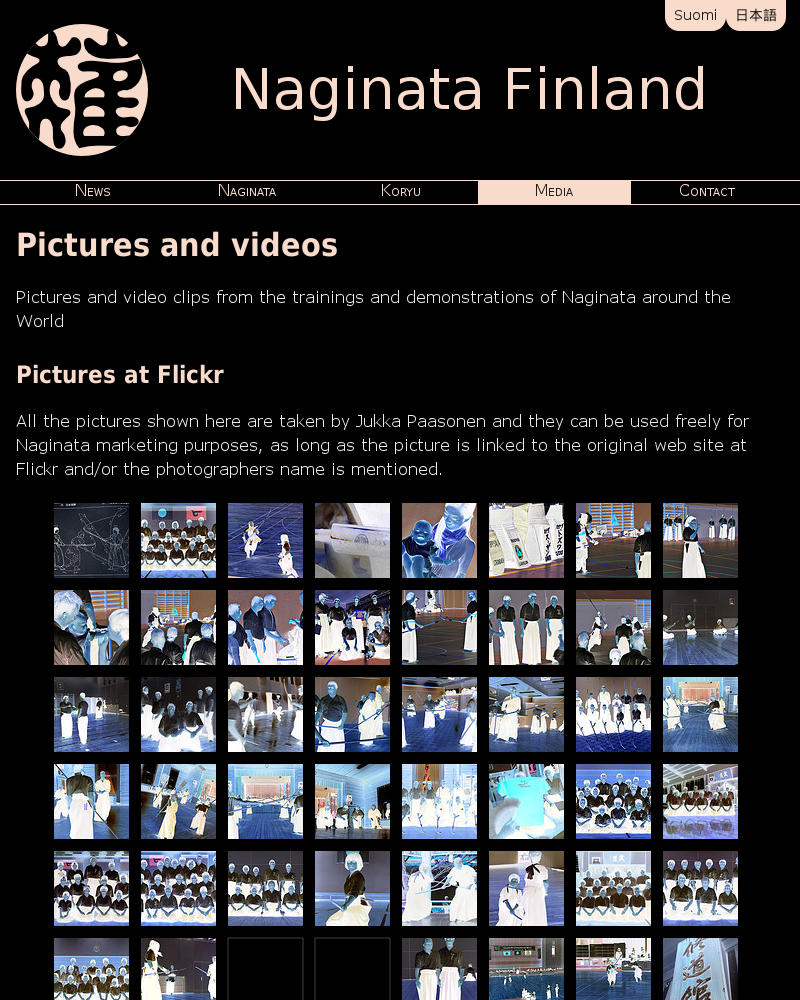 Suomi 日本語
Naginata Finland
News Naginata Koryu Media Contact
Pictures and videos
Pictures and video clips from the trainings and demonstrations of Naginata around the
World
Pictures at Flickr
All the pictures shown here are taken by Jukka Paasonen and they can be used freely for
Naginata marketing purposes, as long as the picture is linked to the original web site at
Flickr and/or the photographers name is mentioned.